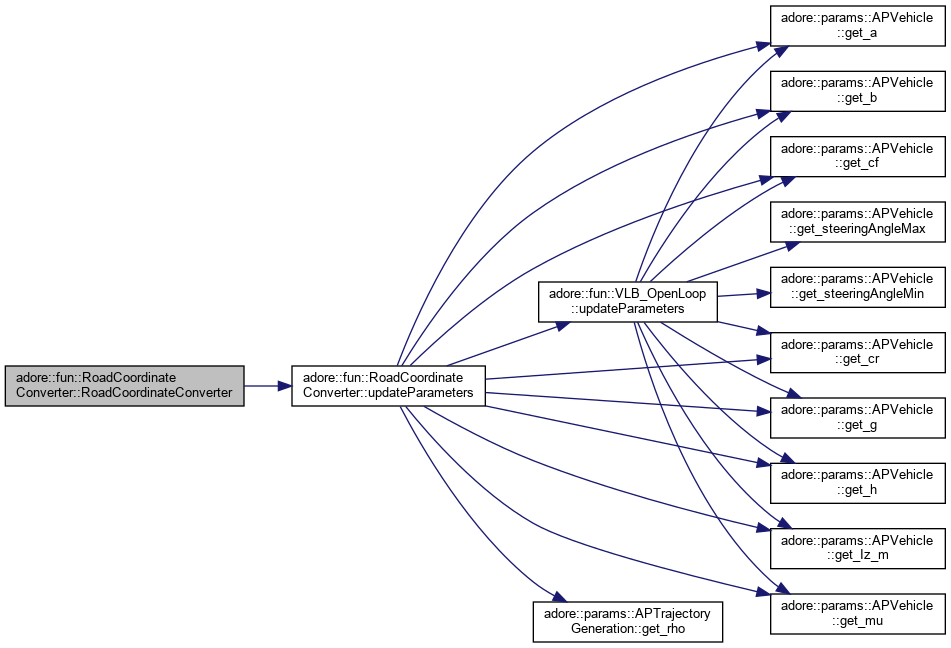 adore::fun::RoadCoordinate
Converter::RoadCoordinateConverter
adore::fun::RoadCoordinate
Converter::updateParameters
adore::fun::VLB_OpenLoop
::updateParameters
adore::params::APTrajectory
Generation::get_rho
adore::params::APVehicle
::get_a
adore::params::APVehicle
::get_b
adore::params::APVehicle
::get_cf
adore::params::APVehicle
::get_steeringAngleMax
adore::params::APVehicle
::get_steeringAngleMin
adore::params::APVehicle
::get_cr
adore::params::APVehicle
::get_g
adore::params::APVehicle
::get_h
adore::params::APVehicle
::get_Iz_m
adore::params::APVehicle
::get_mu